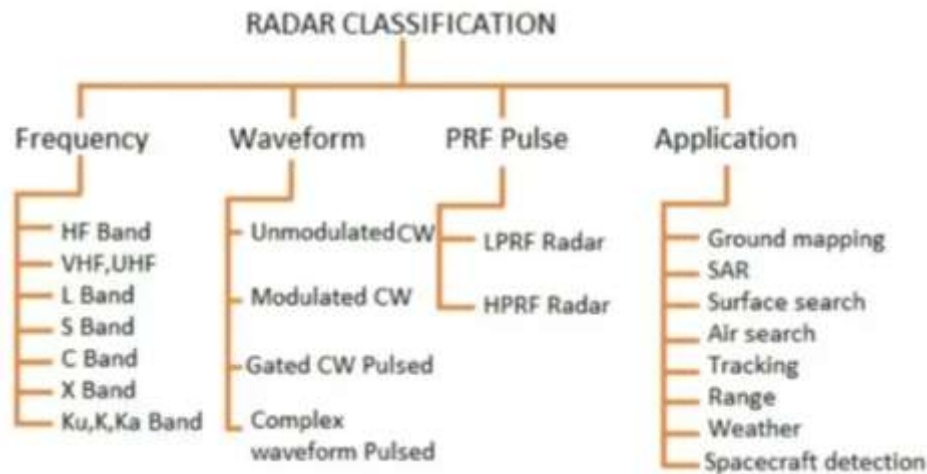 RADAR CLASSIFICATION
Frequency
HF Band
VHF,UHF
L Band
S Band
C Band
X Band
Ku,K,Ka Band
Waveform
Unmodulated CW
Modulated CW
Gated CW Pulsed
Complex
waveform Pulsed
PRF Pulse
LPRF Radar
HPRF Radar
Application
Ground mapping
SAR
Surface search
Air search
Tracking
Range
Weather
Spacecraft detection